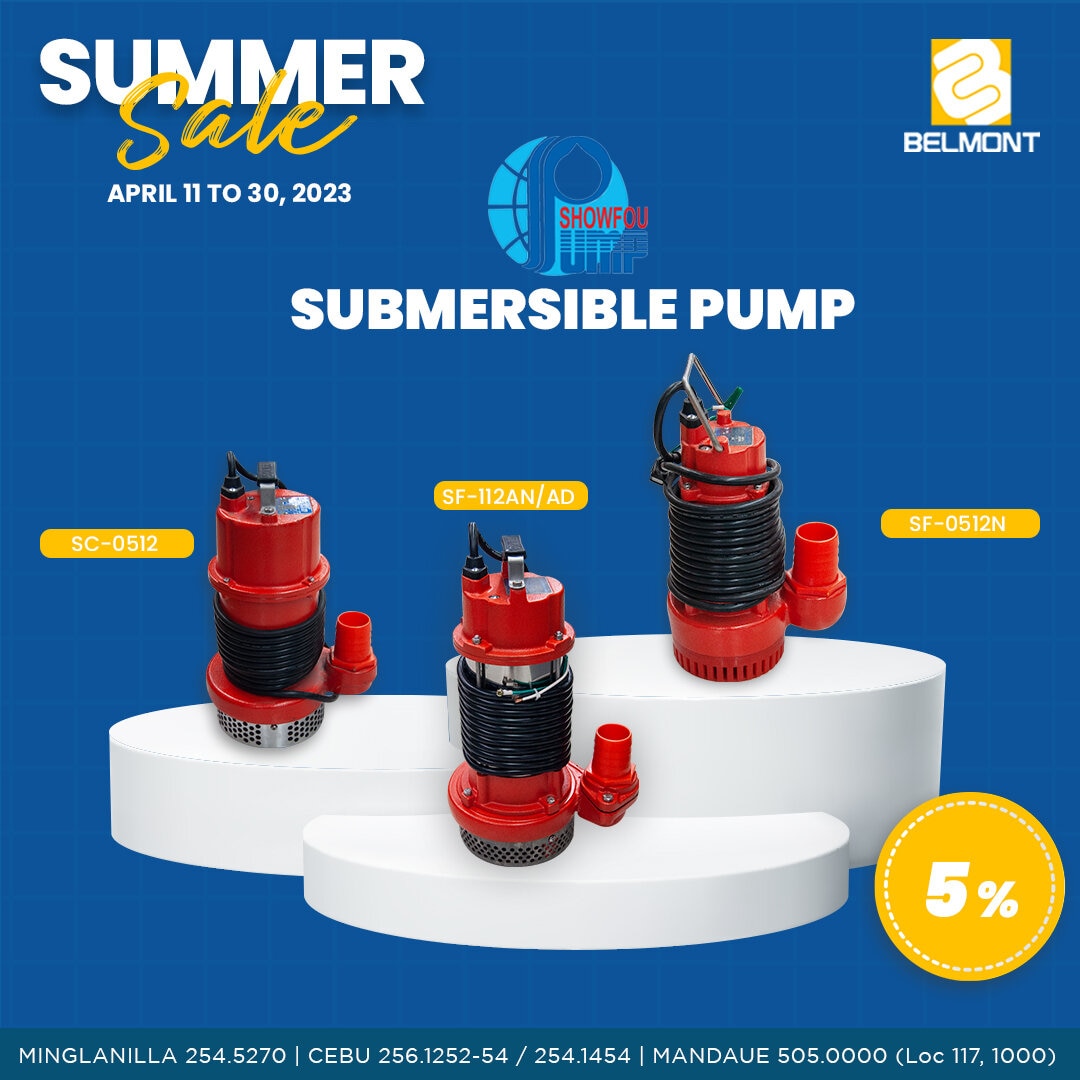 SUMMER
Sale
APRIL 11 TO 30, 2023
BELMONT
SHOWFOU
PUMP
SUBMERSIBLE PUMP
SF-112AN/AD
SC-0512
SF-0512N
5%
MINGLANILLA 254.5270 | CEBU 256.1252-54 / 254.1454 | MANDAUE 505.0000 (Loc 117, 1000)